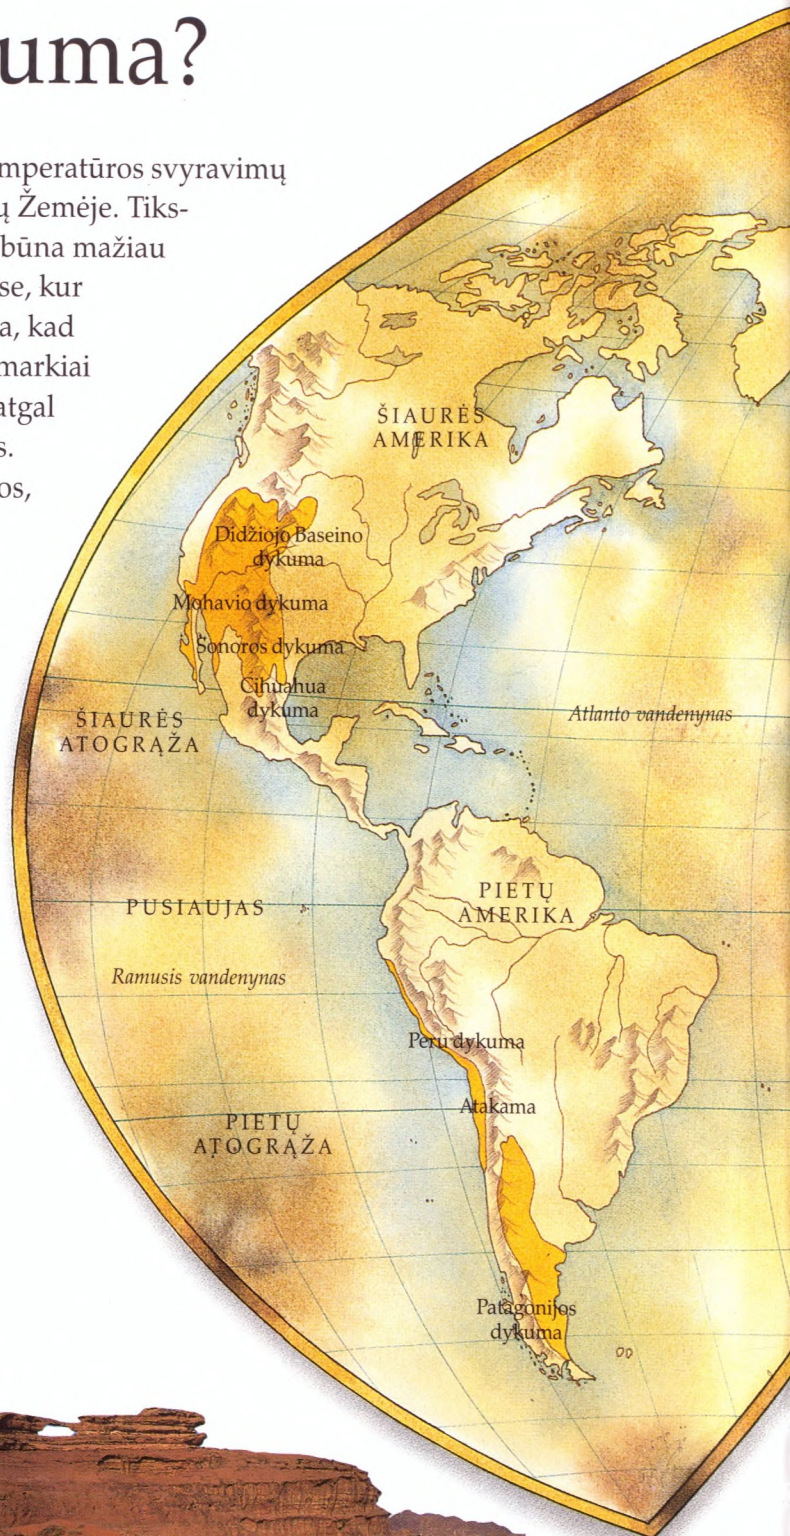 uma?
mperatūros svyravimų
ų Žemėje. Tiks-
būna mažiau
se, kur
a, kad
markiai
atgal
s.
os,
ŠIAURĖS
AMERIKA
Didžiojo Baseino
dykuma
Mohavio dykuma
Sonoros dykuma
Čihuahua
dykuma
ŠIAURĖS
ATOGRĄŽA
Atlanto vandenynas
PUSIAUJAS
PIETŲ
AMERIKA
Ramusis vandenynas
Peru dykuma
Atakama
PIETŲ
ATOGRĄŽA
Patagonijos
dykuma